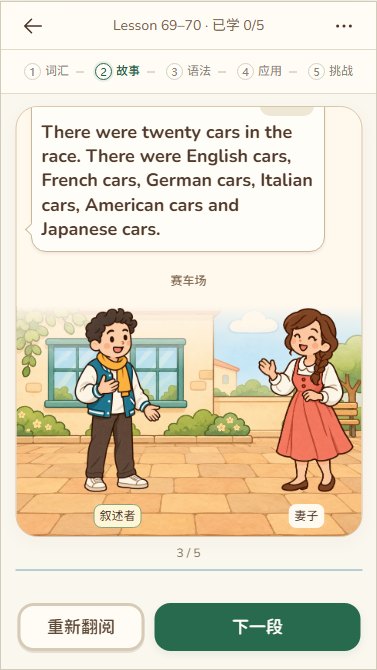 Lesson 69–70 · 已学 0/5
1 词汇 – 2 故事 – 3 语法 – 4 应用 – 5 挑战
There were twenty cars in the
race. There were English cars,
French cars, German cars, Italian
cars, American cars and
Japanese cars.
赛车场
叙述者
妻子
3 / 5
重新翻阅
下一段